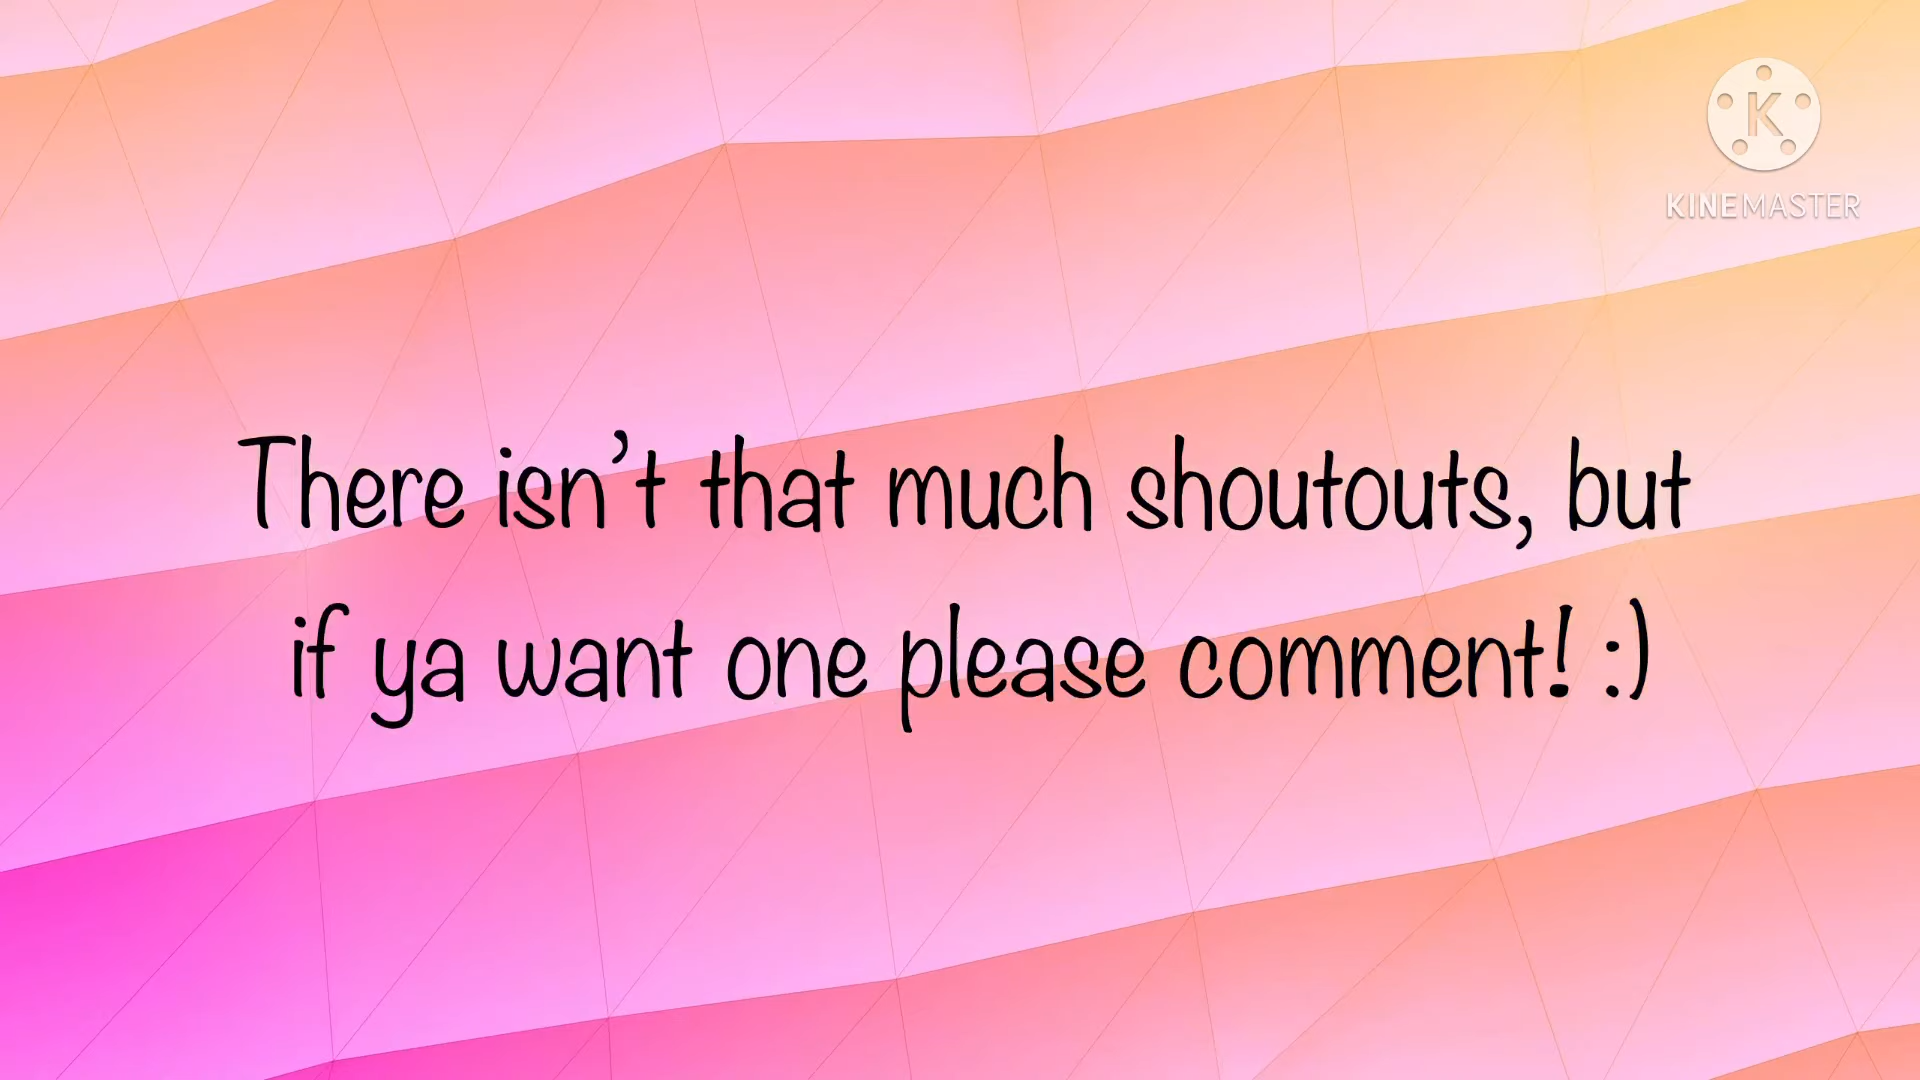 K
KINEMASTER
There isn't that much shoutouts, but
if ya want one please comment! :)